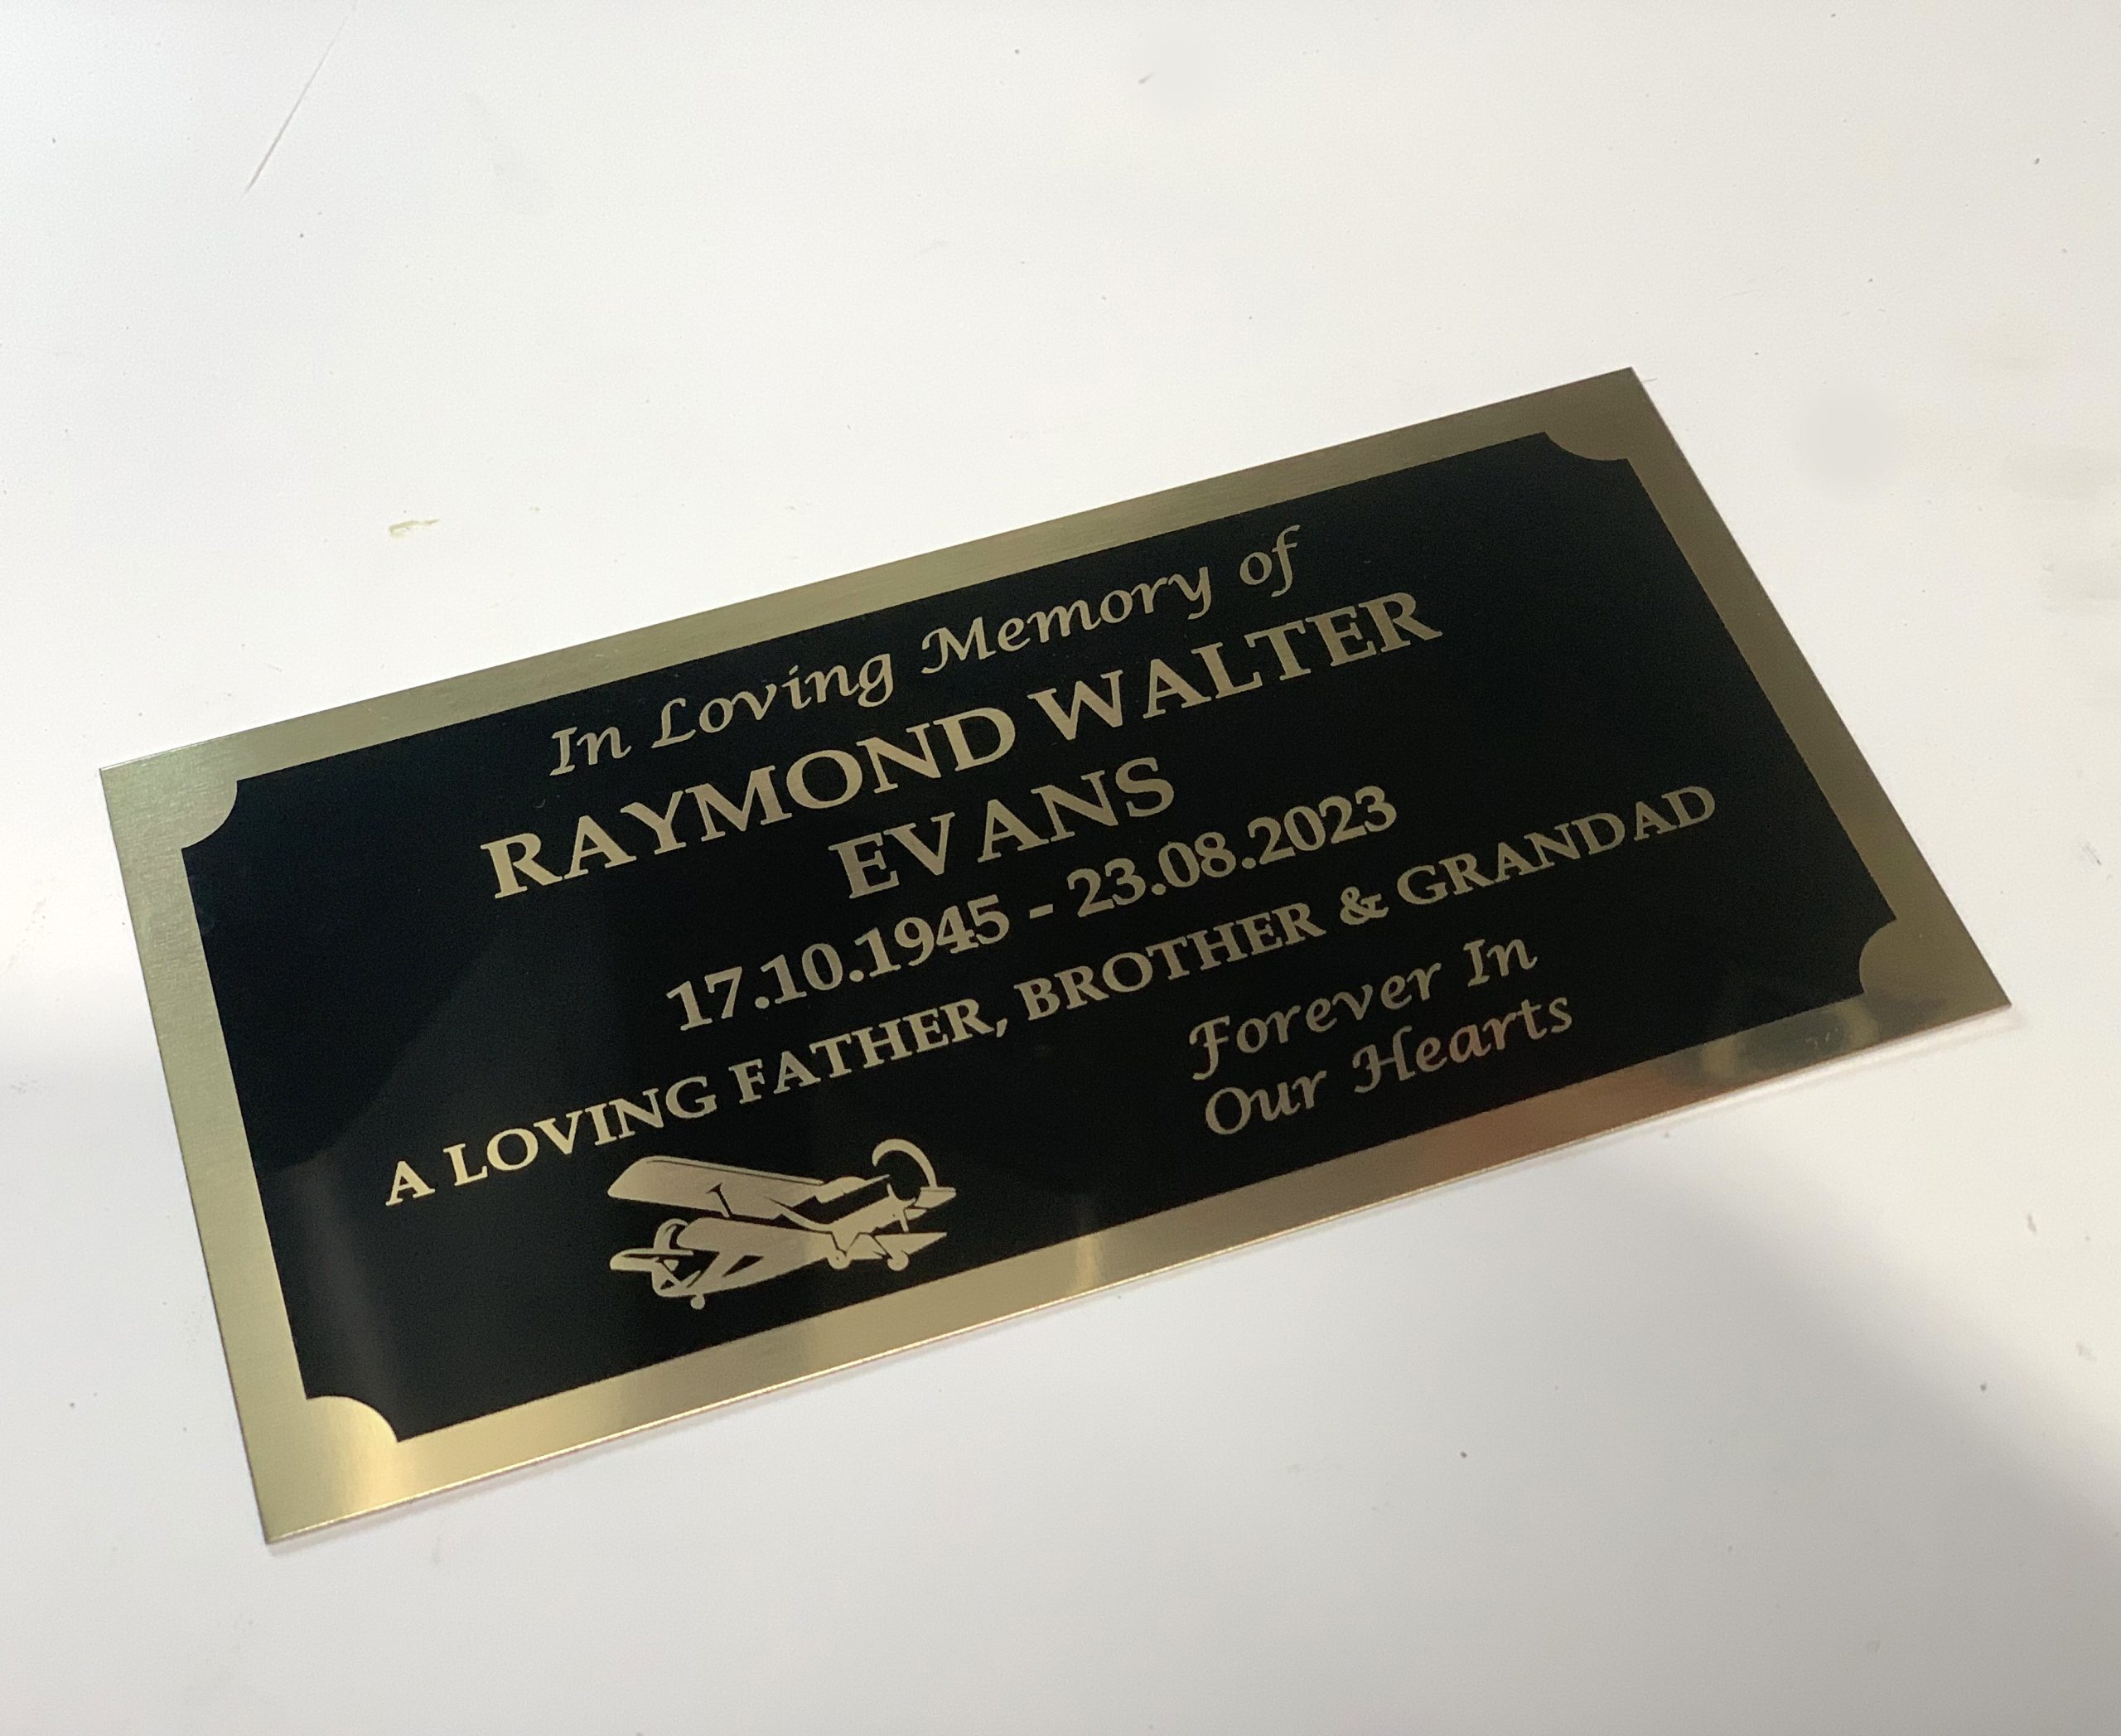 In Loving Memory of
RAYMOND WALTER
EVANS
17.10.1945 - 23.08.2023
A LOVING FATHER, BROTHER & GRANDAD
Forever In
Our Hearts